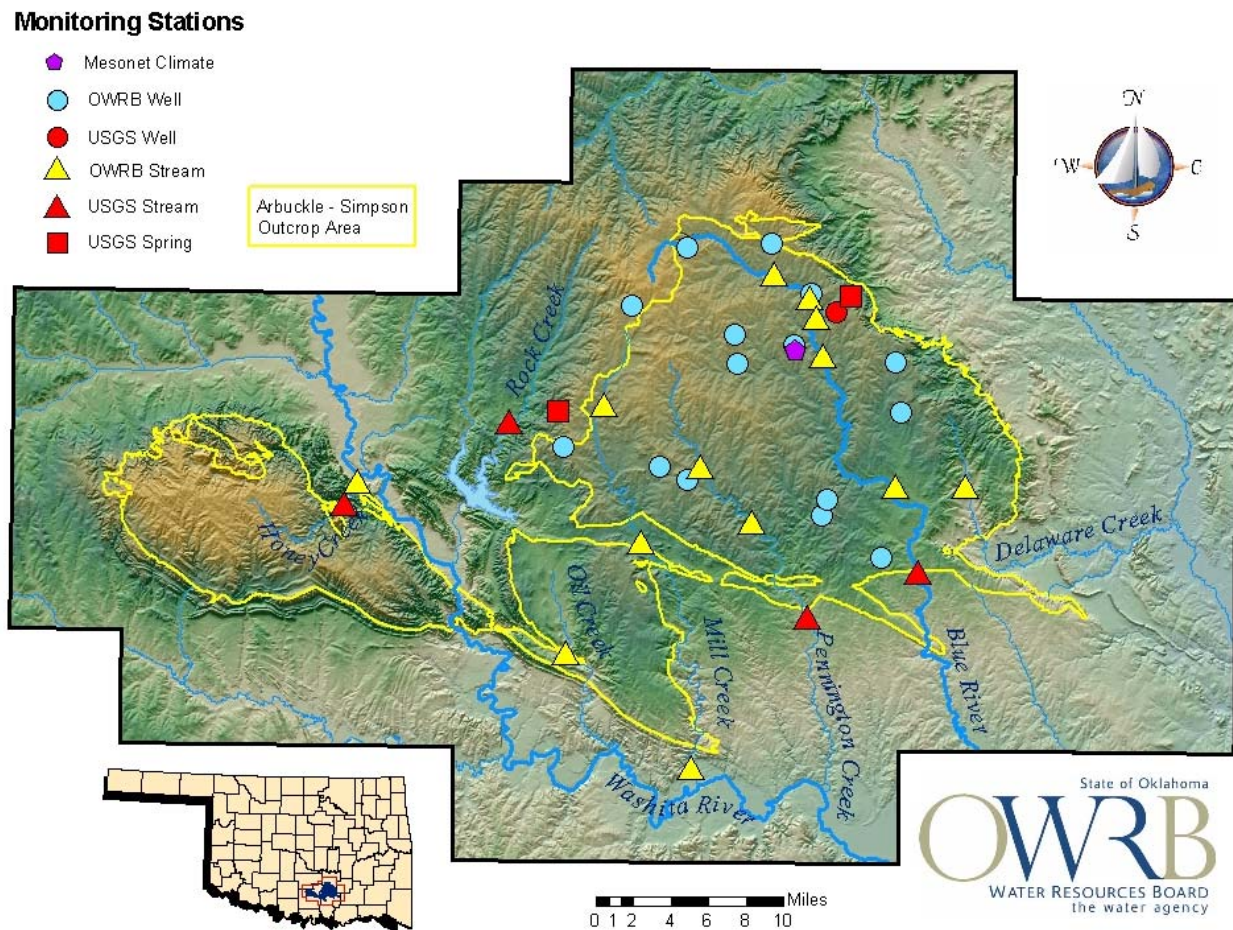 Monitoring Stations
Mesonet Climate
OWRB Well
USGS Well
OWRB Stream
USGS Stream
USGS Spring
Arbuckle - Simpson
Outcrop Area
N
W
S
Rock Creek
Honey Creek
Oil Creek
Mill Creek
Pennington Creek
Blue River
Delaware Creek
Washita River
Miles
0 1 2 4 6 8 10
State of Oklahoma
OWRB
WATER RESOURCES BOARD
the water agency